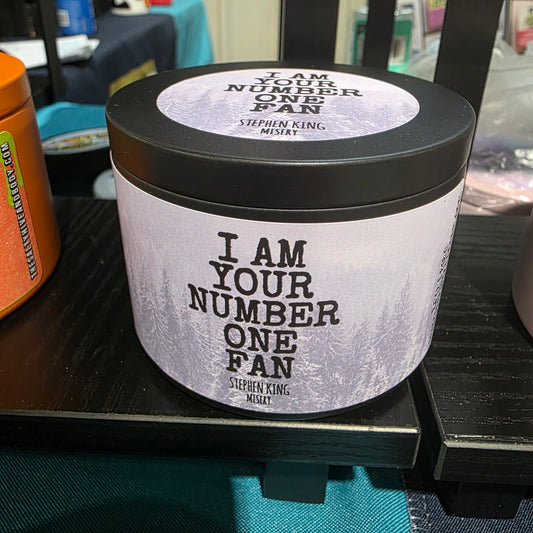 I AM
YOUR
NUMBER
ONE
FAN
STEPHEN KING
MISERY
I AM
YOUR
NUMBER
ONE
FAN
STEPHEN KING
MISERY